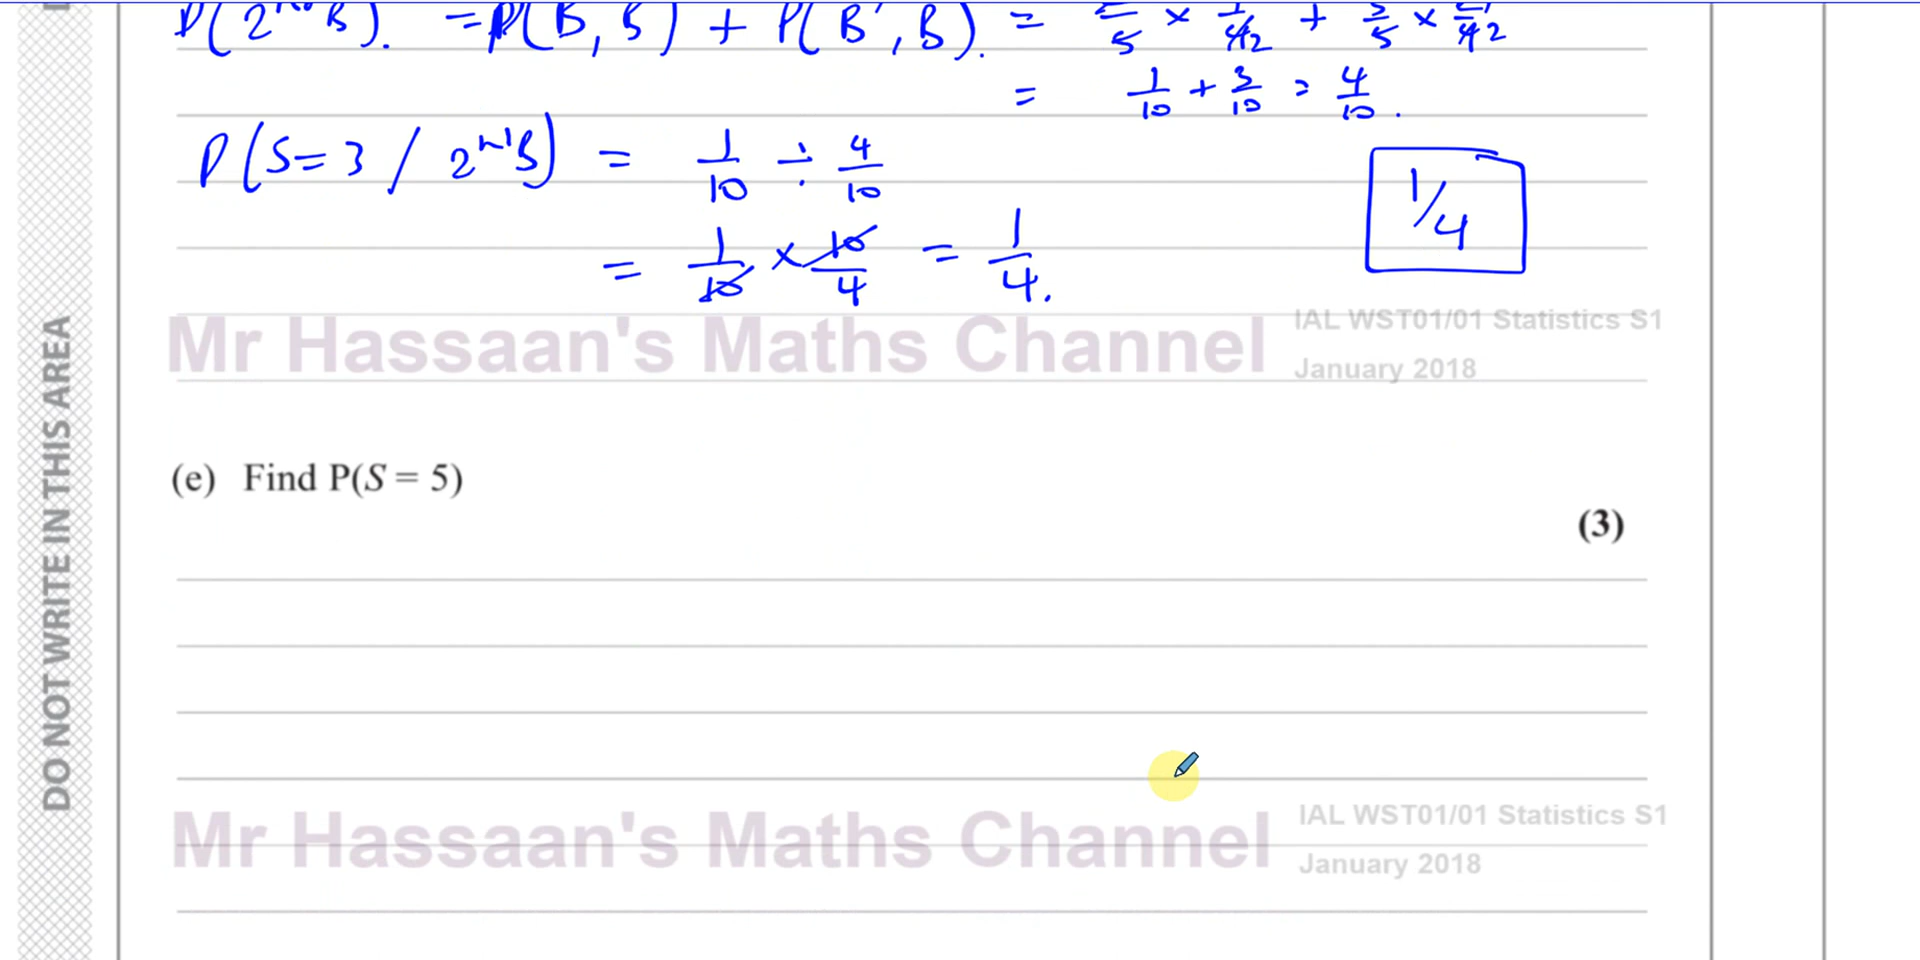 P(2ⁿᵈ B). = P(B, B) + P(B', B). = 2/5 × 1/42 + 3/5 × 2/42
= 1/10 + 3/10 = 4/10.
P(S=3 / 2ⁿᵈ B) = 1/10 ÷ 4/10
1/4
= 1/10 × 10/4 = 1/4.
Mr Hassaan's Maths Channel IAL WST01/01 Statistics S1
January 2018
DO NOT WRITE IN THIS AREA
(e) Find P(S = 5)
(3)
Mr Hassaan's Maths Channel IAL WST01/01 Statistics S1
January 2018